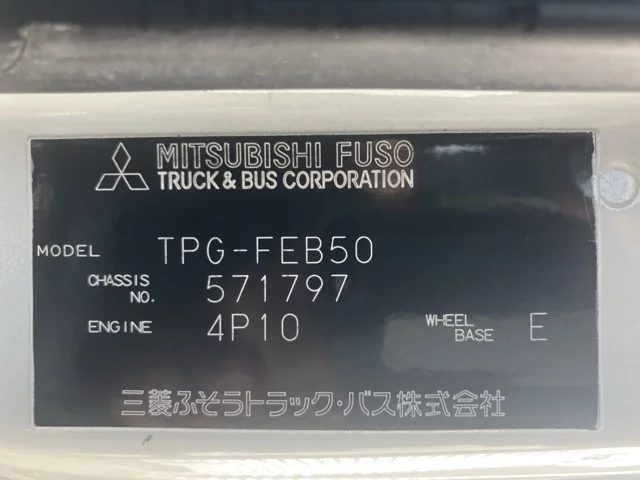 MITSUBISHI FUSO
TRUCK & BUS CORPORATION
MODEL TPG-FEB50
CHASSIS NO. 571797
ENGINE 4P10 WHEEL BASE E
三菱ふそうトラック・バス株式会社